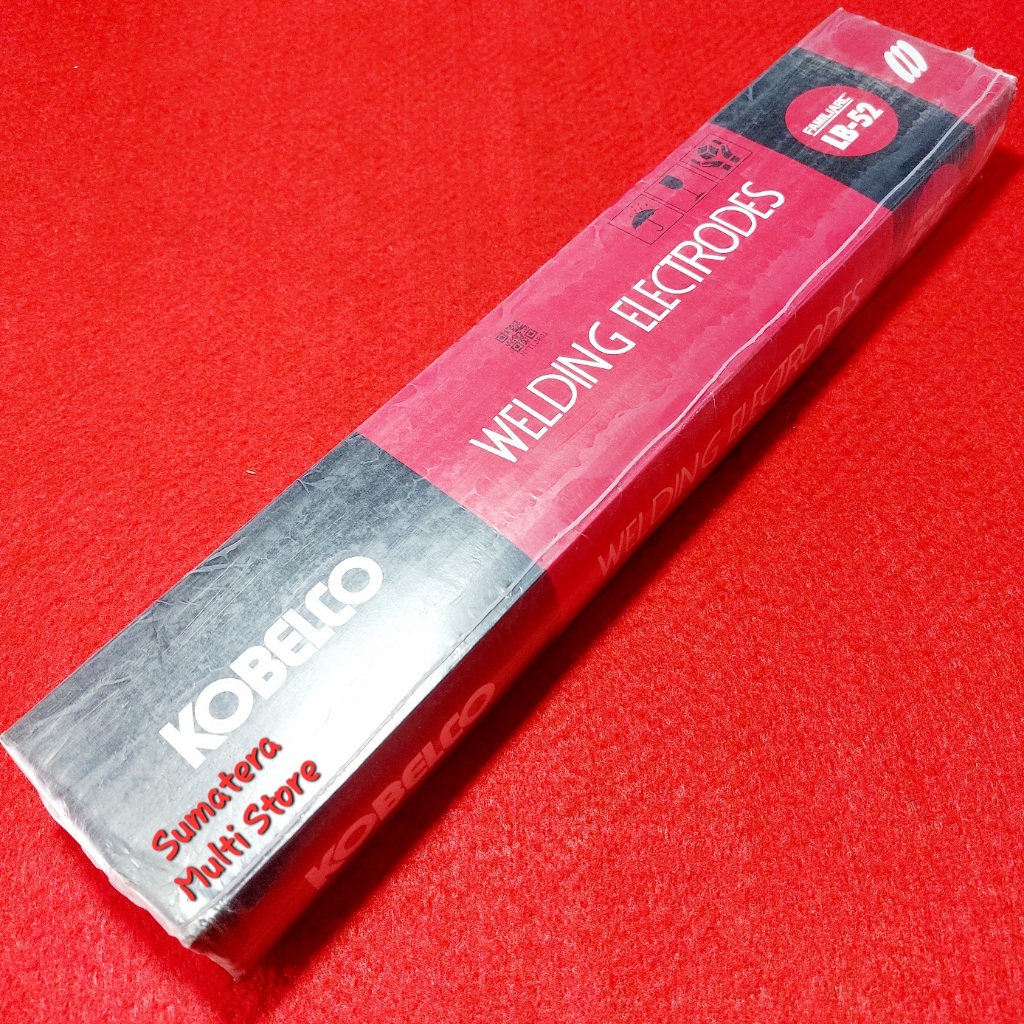 FAMILIARC
LB-52
WELDING ELECTRODES
KOBELCO
WELDING ELECTRODES
KOBELCO
Sumatera
Multi Store